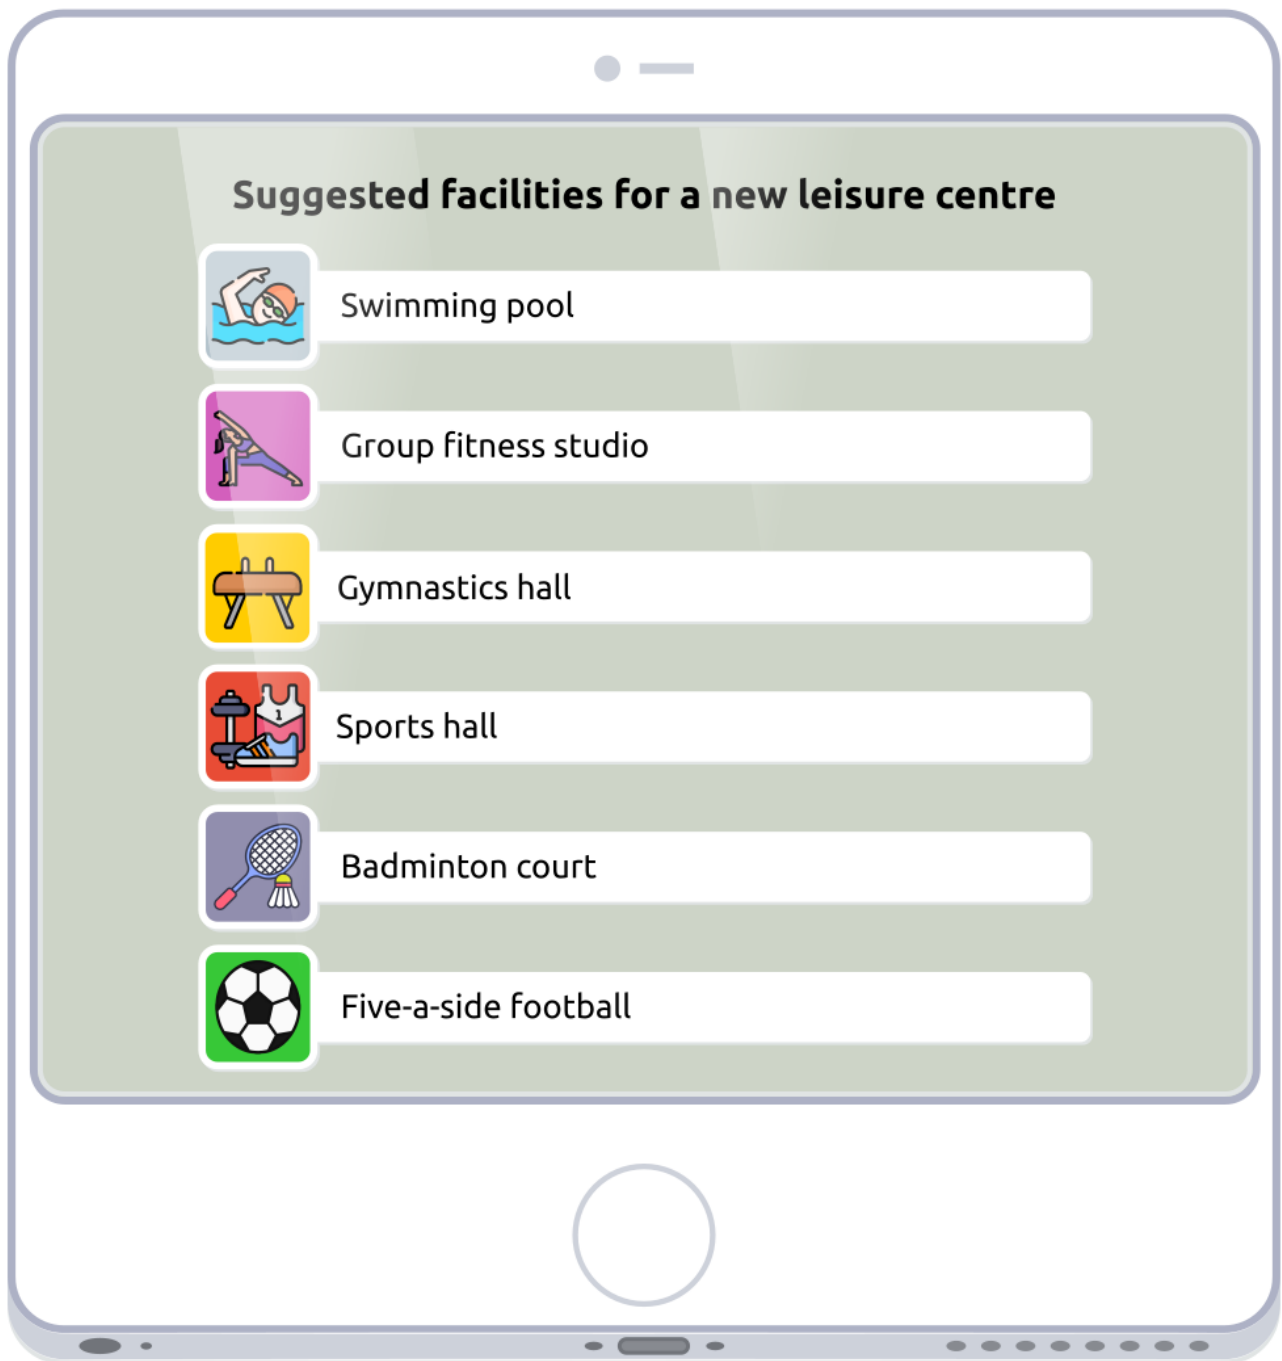 Suggested facilities for a new leisure centre
Swimming pool
Group fitness studio
Gymnastics hall
Sports hall
1
Badminton court
Five-a-side football